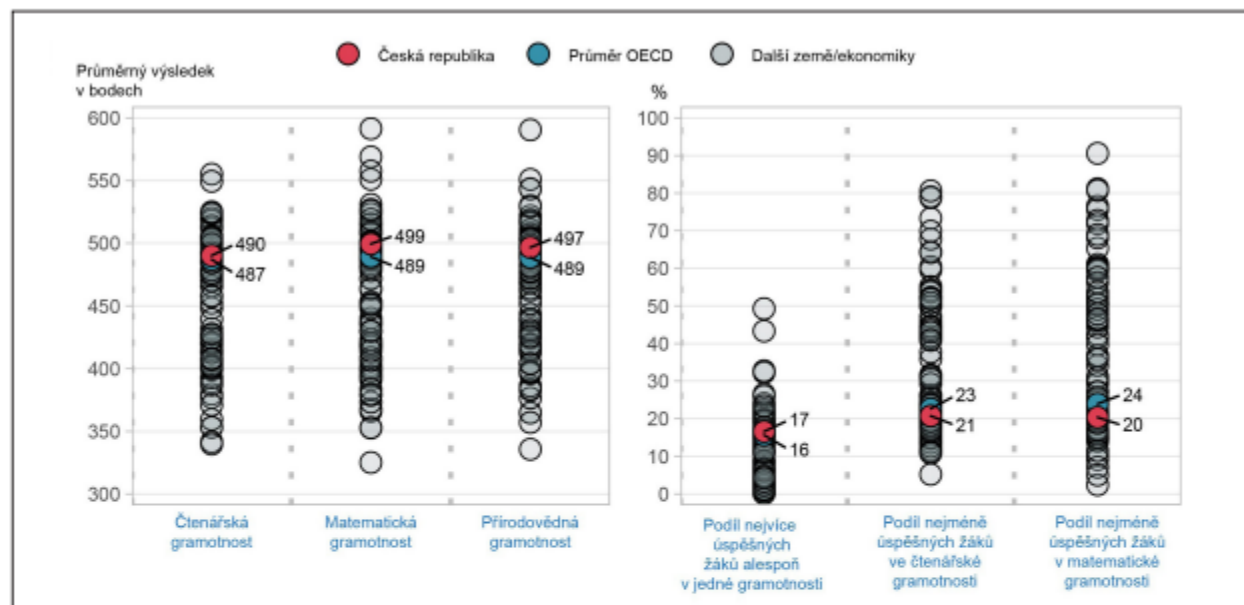 Česká republika
Průměr OECD
Další země/ekonomiky
Průměrný výsledek
v bodech
600
550
500
450
400
350
300
490
487
499
489
497
489
Čtenářská
gramotnost
Matematická
gramotnost
Přírodovědná
gramotnost
%
100
90
80
70
60
50
40
30
20
10
0
17
16
23
21
24
20
Podíl nejvíce
úspěšných
žáků alespoň
v jedné gramotnosti
Podíl nejméně
úspěšných žáků
ve čtenářské
gramotnosti
Podíl nejméně
úspěšných žáků
v matematické
gramotnosti